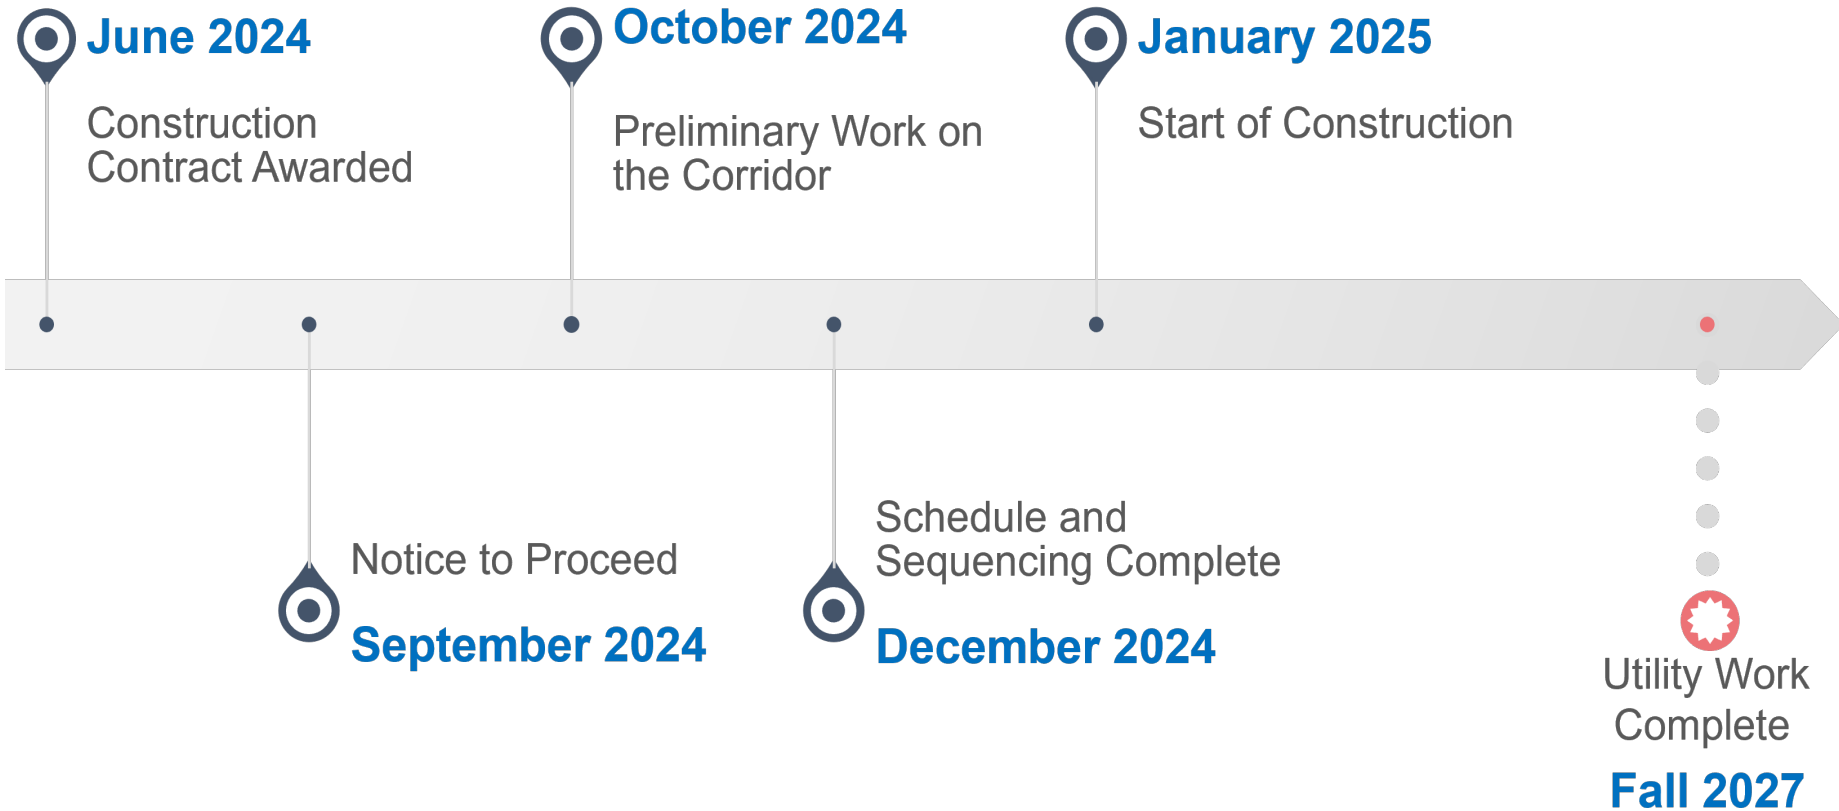 June 2024
Construction
Contract Awarded
October 2024
Preliminary Work on
the Corridor
January 2025
Start of Construction
Notice to Proceed
September 2024
Schedule and
Sequencing Complete
December 2024
Utility Work
Complete
Fall 2027